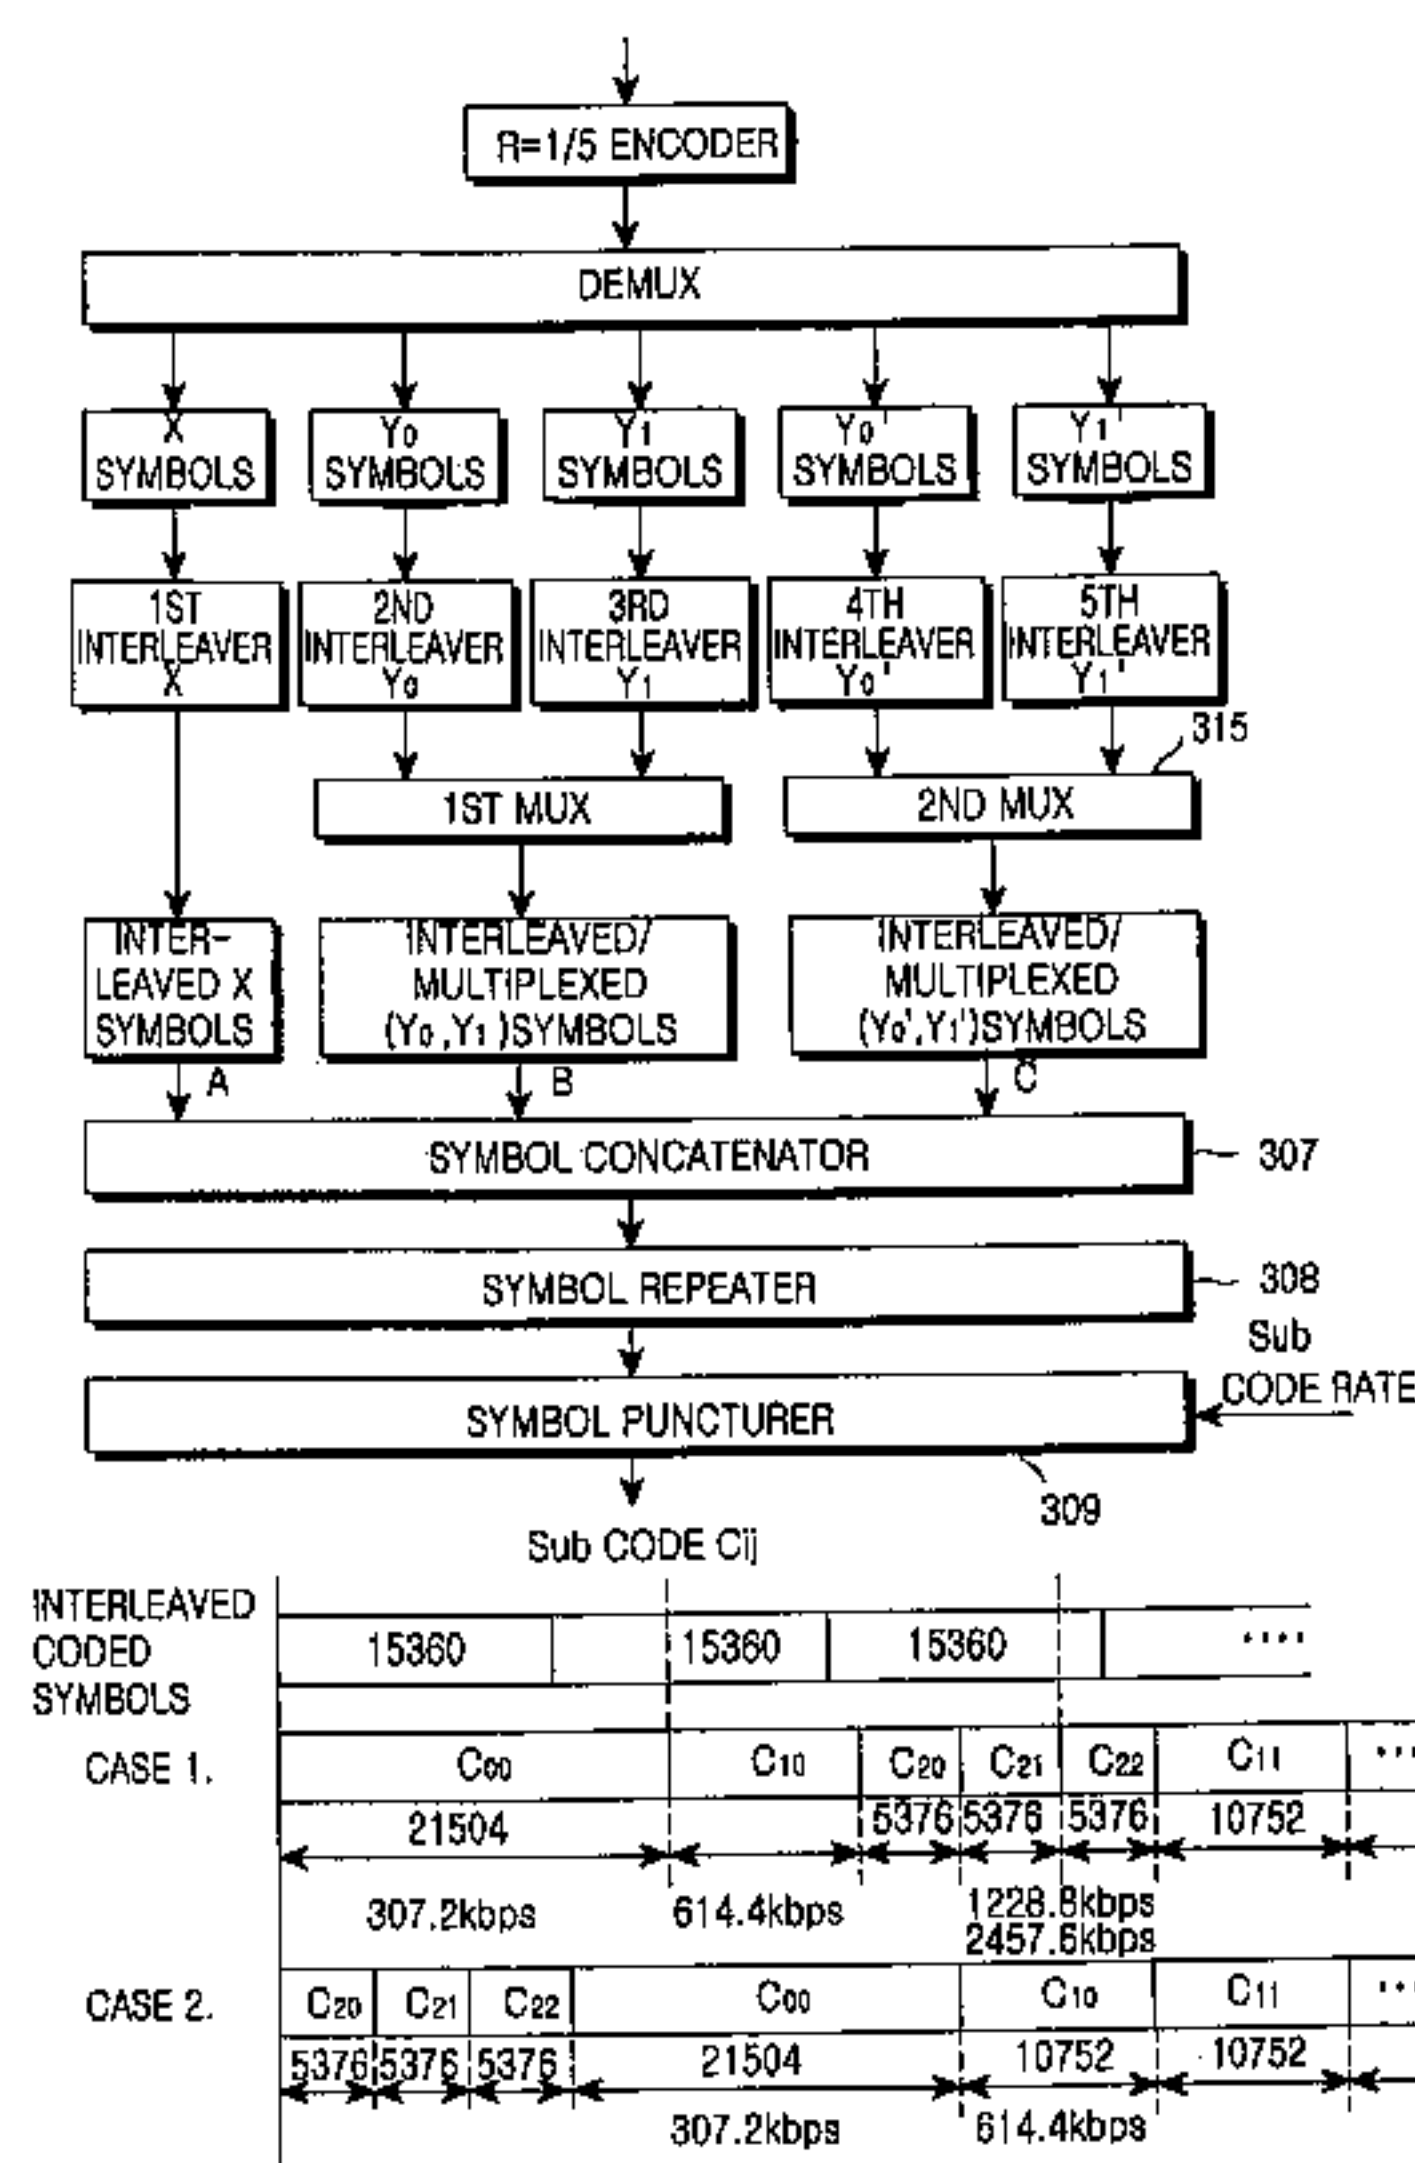 R=1/5 ENCODER
DEMUX
X
SYMBOLS
Y0
SYMBOLS
Y1
SYMBOLS
Y0'
SYMBOLS
Y1'
SYMBOLS
1ST
INTERLEAVER
X
2ND
INTERLEAVER
Y0
3RD
INTERLEAVER
Y1
4TH
INTERLEAVER
Y0'
5TH
INTERLEAVER
Y1'
315
1ST MUX
2ND MUX
INTER-
LEAVED X
SYMBOLS
INTERLEAVED/
MULTIPLEXED
(Y0,Y1)SYMBOLS
INTERLEAVED/
MULTIPLEXED
(Y0',Y1')SYMBOLS
A
B
C
SYMBOL CONCATENATOR
307
SYMBOL REPEATER
308
Sub
CODE RATE
SYMBOL PUNCTURER
309
Sub CODE Cij
INTERLEAVED
CODED
SYMBOLS
15360
15360
15360
····
CASE 1.
C00
C10
C20
C21
C22
C11
···
21504
5376
5376
5376
10752
307.2kbps
614.4kbps
1228.8kbps
2457.6kbps
CASE 2.
C20
C21
C22
C00
C10
C11
···
5376
5376
5376
21504
10752
10752
307.2kbps
614.4kbps